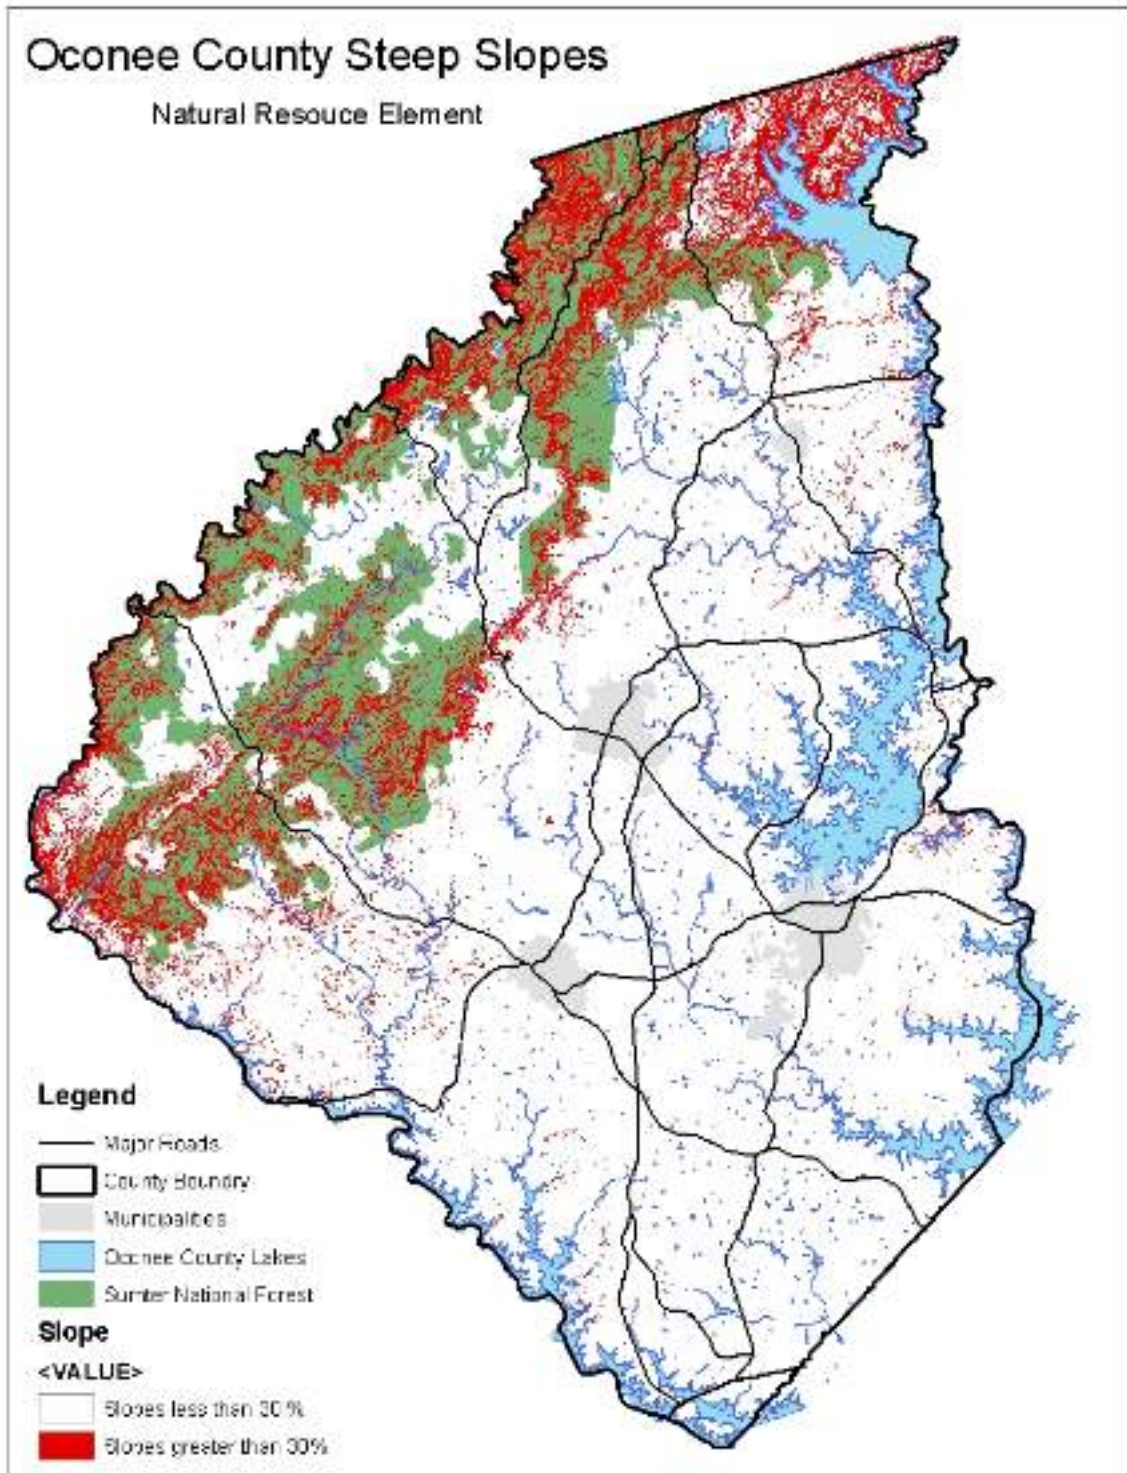 Oconee County Steep Slopes
Natural Resouce Element
Legend
Major Roads
County Boundry
Municipalities
Oconee County Lakes
Sumter National Forest
Slope
<VALUE>
Slopes less than 30 %
Slopes greater than 30%